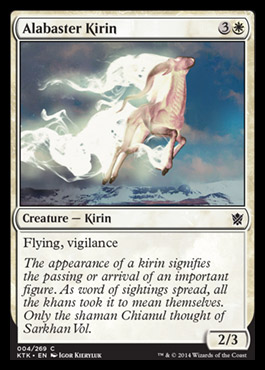 Alabaster Kirin 3
Creature — Kirin
Flying, vigilance
The appearance of a kirin signifies
the passing or arrival of an important
figure. As word of sightings spread, all
the khans took it to mean themselves.
Only the shaman Chianul thought of
Sarkhan Vol.
2/3
004/269 C
KTK • EN Igor Kieryluk
™ & © 2014 Wizards of the Coast